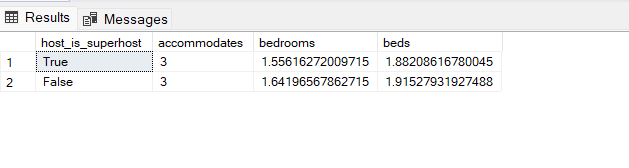 Results Messages
host_is_superhost accommodates bedrooms beds
1 True 3 1.55616272009715 1.88208616780045
2 False 3 1.64196567862715 1.91527931927488